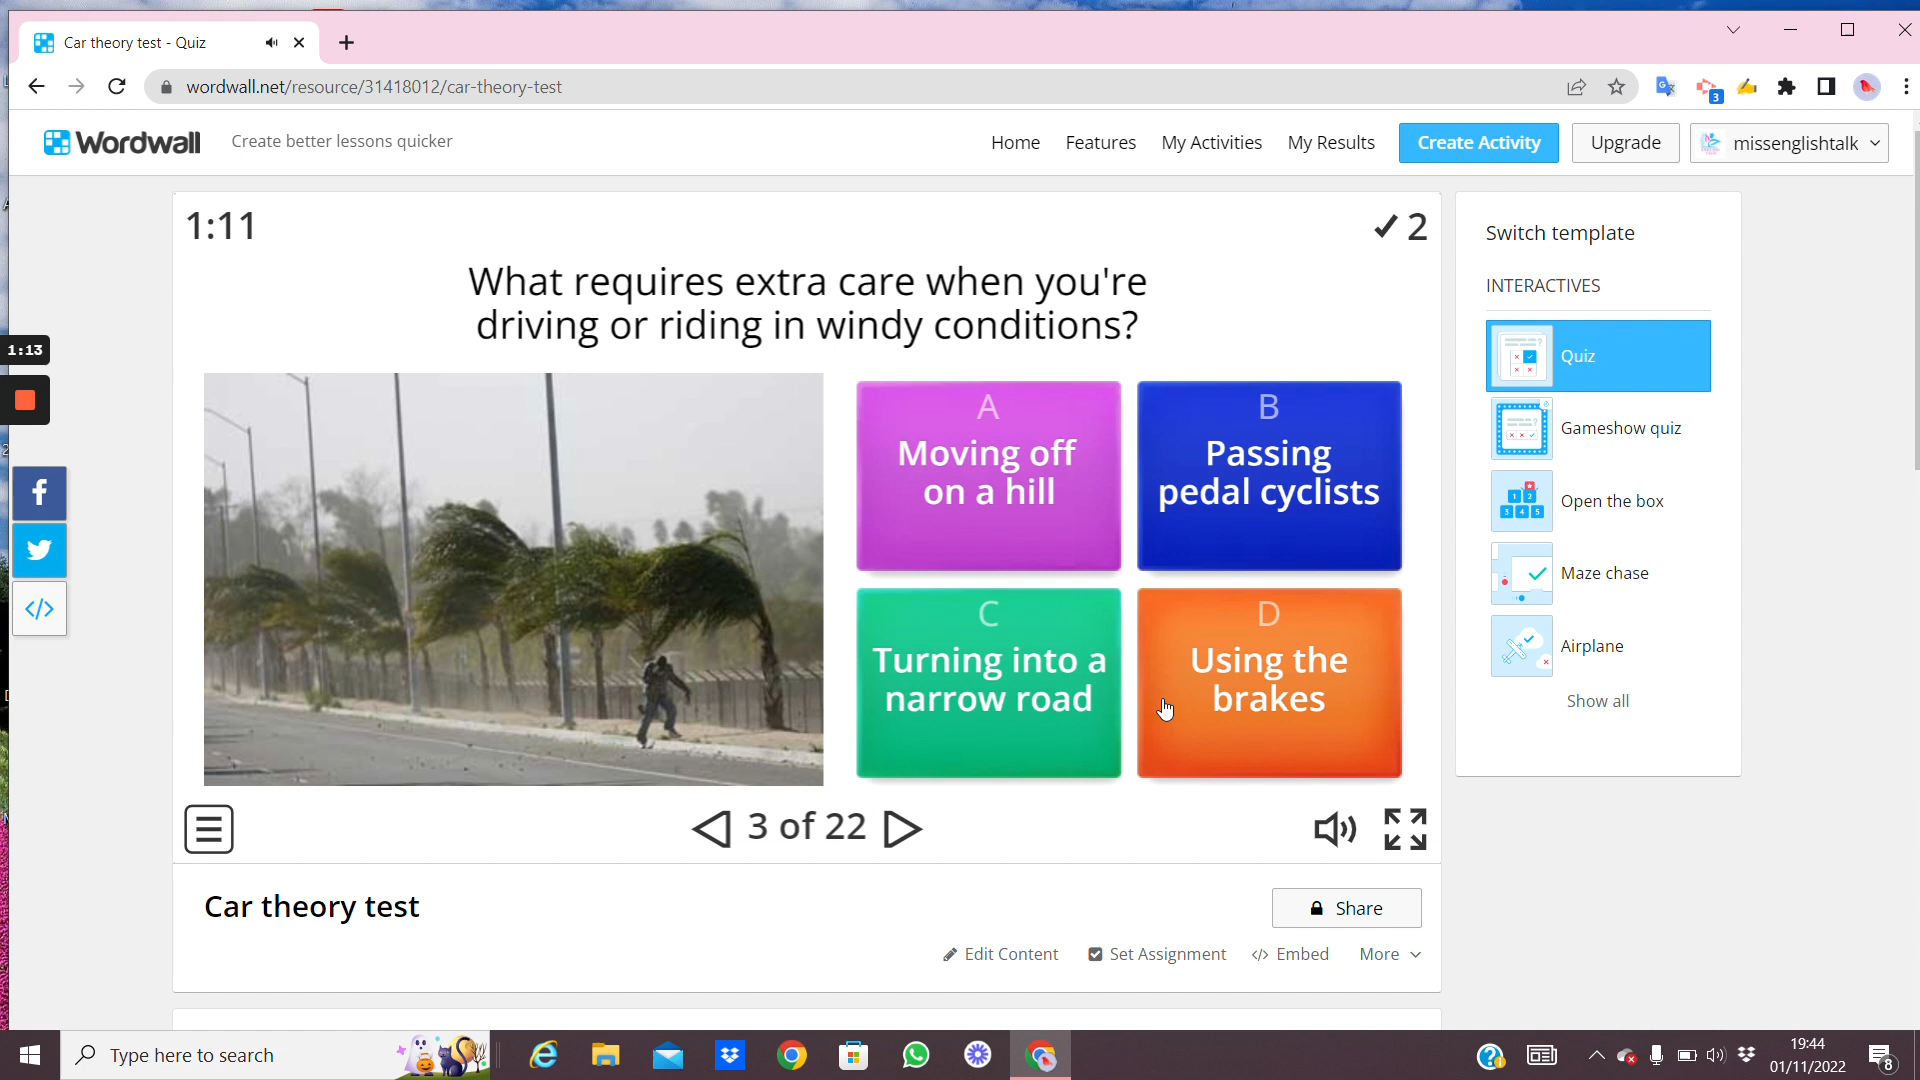 Car theory test - Quiz
wordwall.net/resource/31418012/car-theory-test
3
Wordwall
Create better lessons quicker
Home
Features
My Activities
My Results
Create Activity
Upgrade
missenglishtalk
1:11
2
What requires extra care when you're
driving or riding in windy conditions?
1:13
A
Moving off
on a hill
B
Passing
pedal cyclists
C
Turning into a
narrow road
D
Using the
brakes
3 of 22
Switch template
INTERACTIVES
Quiz
Gameshow quiz
Open the box
Maze chase
Airplane
Show all
Car theory test
Share
Edit Content
Set Assignment
</> Embed
More
Type here to search
19:44
01/11/2022
8